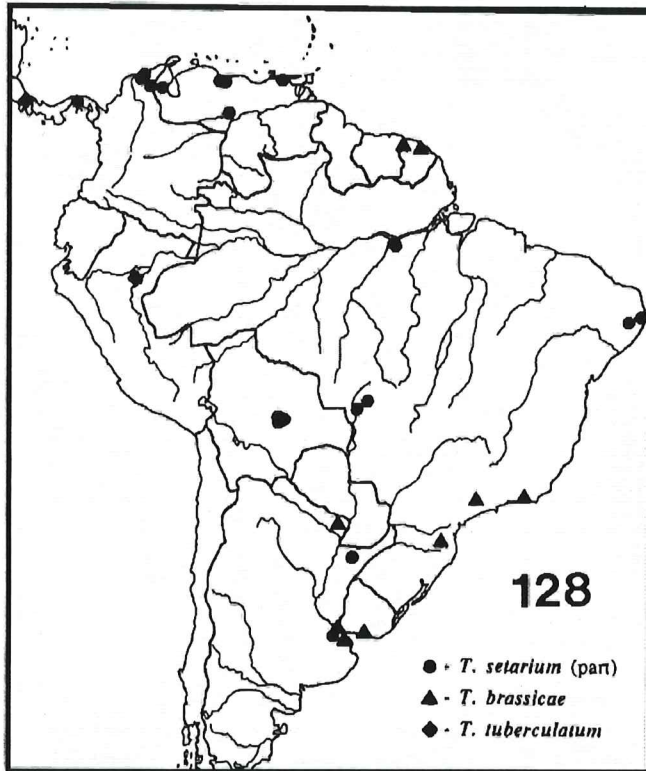 128
● - T. setarium (part)
▲ - T. brassicae
◆ - T. tuberculatum